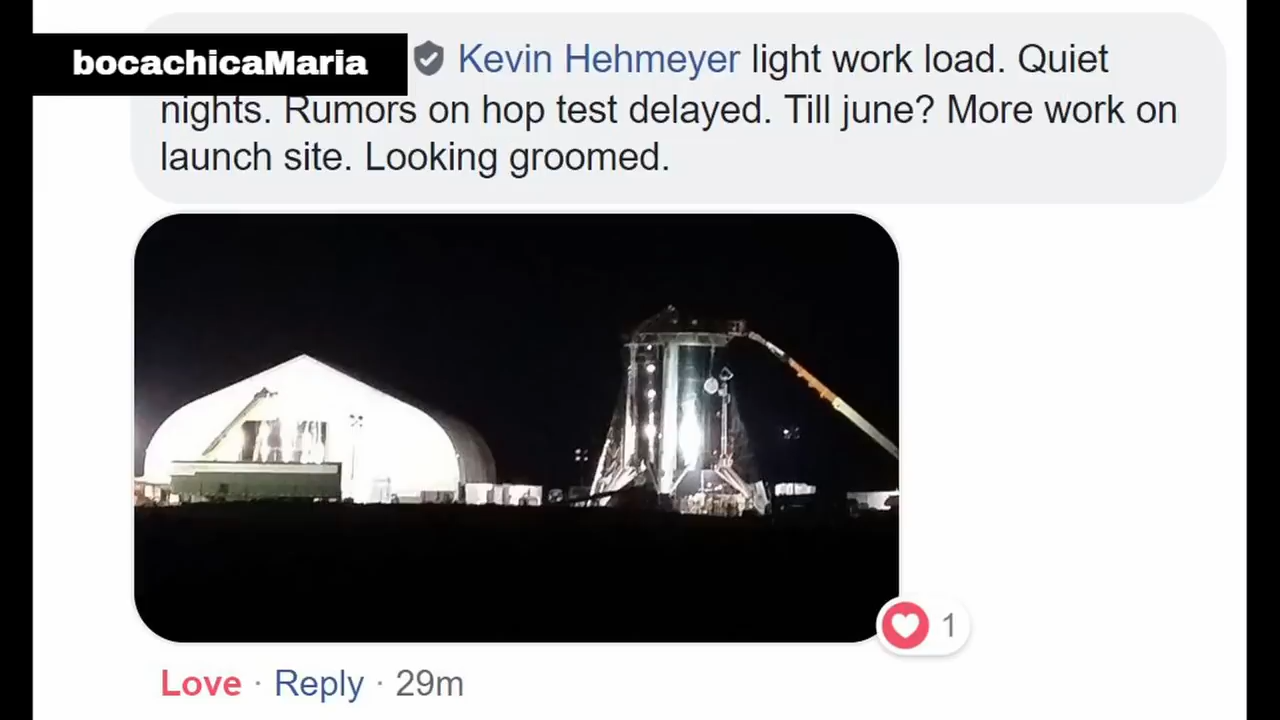 bocachicaMaria
Kevin Hehmeyer light work load. Quiet
nights. Rumors on hop test delayed. Till june? More work on
launch site. Looking groomed.
1
Love · Reply · 29m